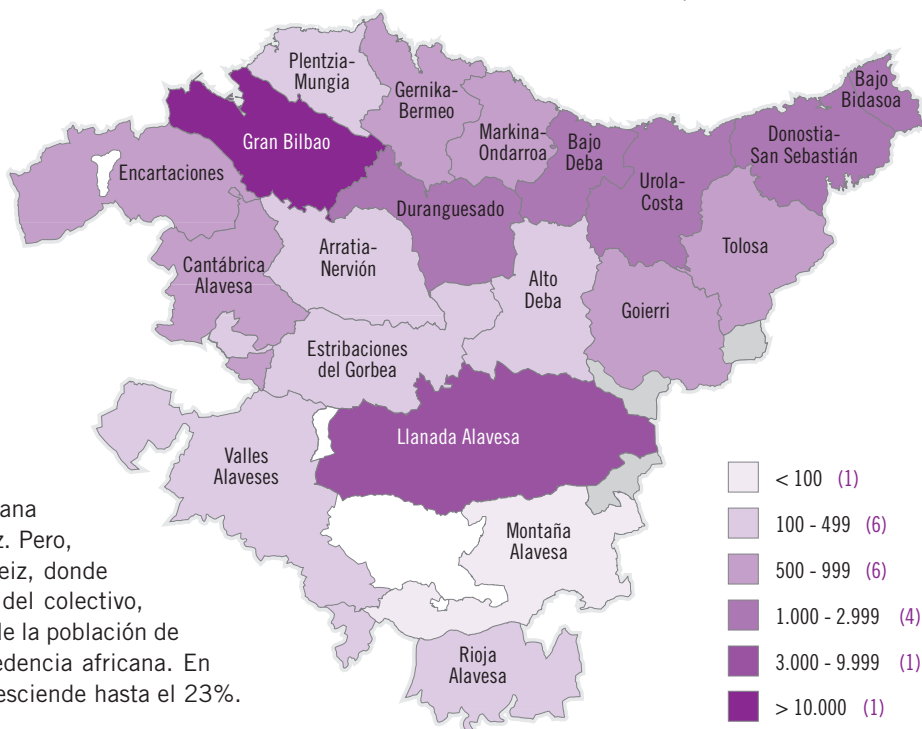 Plentzia-
Mungia
Gernika-
Bermeo
Markina-
Ondarroa
Bajo
Deba
Bajo
Bidasoa
Donostia-
San Sebastián
Urola-
Costa
Gran Bilbao
Encartaciones
Duranguesado
Tolosa
Arratia-
Nervión
Cantábrica
Alavesa
Alto
Deba
Goierri
Estribaciones
del Gorbea
Llanada Alavesa
Valles
Alaveses
Montaña
Alavesa
Rioja
Alavesa
ana
z. Pero,
eiz, donde
del colectivo,
de la población de
edencia africana. En
esciende hasta el 23%.
< 100 (1)
100 - 499 (6)
500 - 999 (6)
1.000 - 2.999 (4)
3.000 - 9.999 (1)
> 10.000 (1)